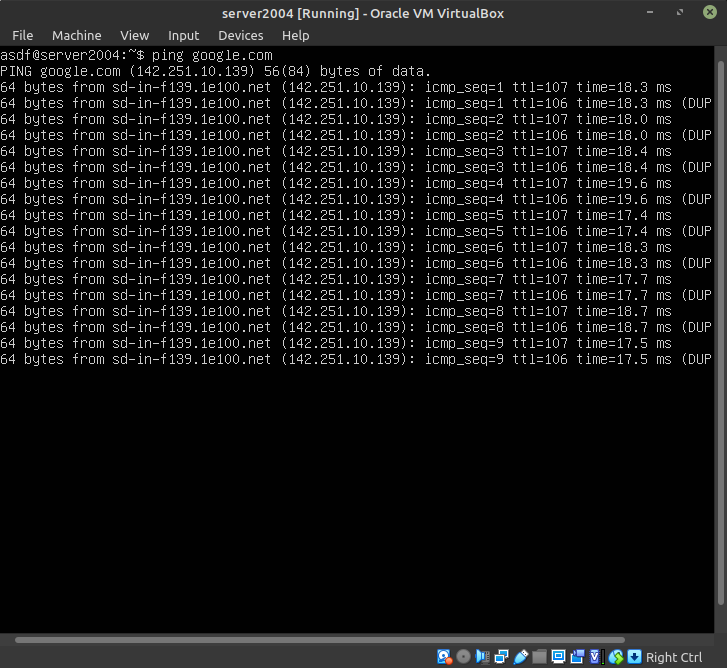 server2004 [Running] - Oracle VM VirtualBox
File Machine View Input Devices Help
asdf@server2004:~$ ping google.com
PING google.com (142.251.10.139) 56(84) bytes of data.
64 bytes from sd-in-f139.1e100.net (142.251.10.139): icmp_seq=1 ttl=107 time=18.3 ms
64 bytes from sd-in-f139.1e100.net (142.251.10.139): icmp_seq=1 ttl=106 time=18.3 ms (DUP
64 bytes from sd-in-f139.1e100.net (142.251.10.139): icmp_seq=2 ttl=107 time=18.0 ms
64 bytes from sd-in-f139.1e100.net (142.251.10.139): icmp_seq=2 ttl=106 time=18.0 ms (DUP
64 bytes from sd-in-f139.1e100.net (142.251.10.139): icmp_seq=3 ttl=107 time=18.4 ms
64 bytes from sd-in-f139.1e100.net (142.251.10.139): icmp_seq=3 ttl=106 time=18.4 ms (DUP
64 bytes from sd-in-f139.1e100.net (142.251.10.139): icmp_seq=4 ttl=107 time=19.6 ms
64 bytes from sd-in-f139.1e100.net (142.251.10.139): icmp_seq=4 ttl=106 time=19.6 ms (DUP
64 bytes from sd-in-f139.1e100.net (142.251.10.139): icmp_seq=5 ttl=107 time=17.4 ms
64 bytes from sd-in-f139.1e100.net (142.251.10.139): icmp_seq=5 ttl=106 time=17.4 ms (DUP
64 bytes from sd-in-f139.1e100.net (142.251.10.139): icmp_seq=6 ttl=107 time=18.3 ms
64 bytes from sd-in-f139.1e100.net (142.251.10.139): icmp_seq=6 ttl=106 time=18.3 ms (DUP
64 bytes from sd-in-f139.1e100.net (142.251.10.139): icmp_seq=7 ttl=107 time=17.7 ms
64 bytes from sd-in-f139.1e100.net (142.251.10.139): icmp_seq=7 ttl=106 time=17.7 ms (DUP
64 bytes from sd-in-f139.1e100.net (142.251.10.139): icmp_seq=8 ttl=107 time=18.7 ms
64 bytes from sd-in-f139.1e100.net (142.251.10.139): icmp_seq=8 ttl=106 time=18.7 ms (DUP
64 bytes from sd-in-f139.1e100.net (142.251.10.139): icmp_seq=9 ttl=107 time=17.5 ms
64 bytes from sd-in-f139.1e100.net (142.251.10.139): icmp_seq=9 ttl=106 time=17.5 ms (DUP
Right Ctrl